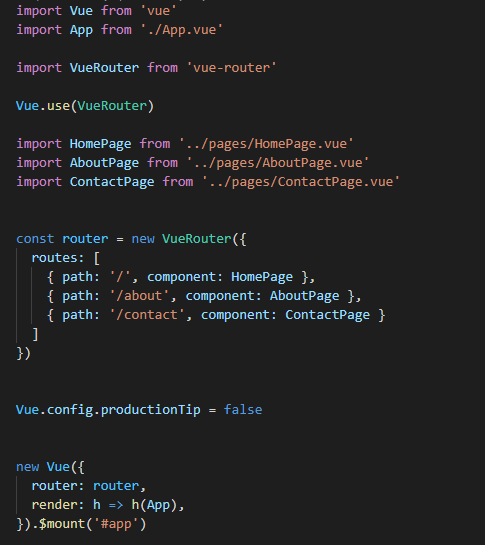 import Vue from 'vue'
import App from './App.vue'
import VueRouter from 'vue-router'
Vue.use(VueRouter)
import HomePage from '../pages/HomePage.vue'
import AboutPage from '../pages/AboutPage.vue'
import ContactPage from '../pages/ContactPage.vue'
const router = new VueRouter({
  routes: [
    { path: '/', component: HomePage },
    { path: '/about', component: AboutPage },
    { path: '/contact', component: ContactPage }
  ]
})
Vue.config.productionTip = false
new Vue({
  router: router,
  render: h => h(App),
}).$mount('#app')